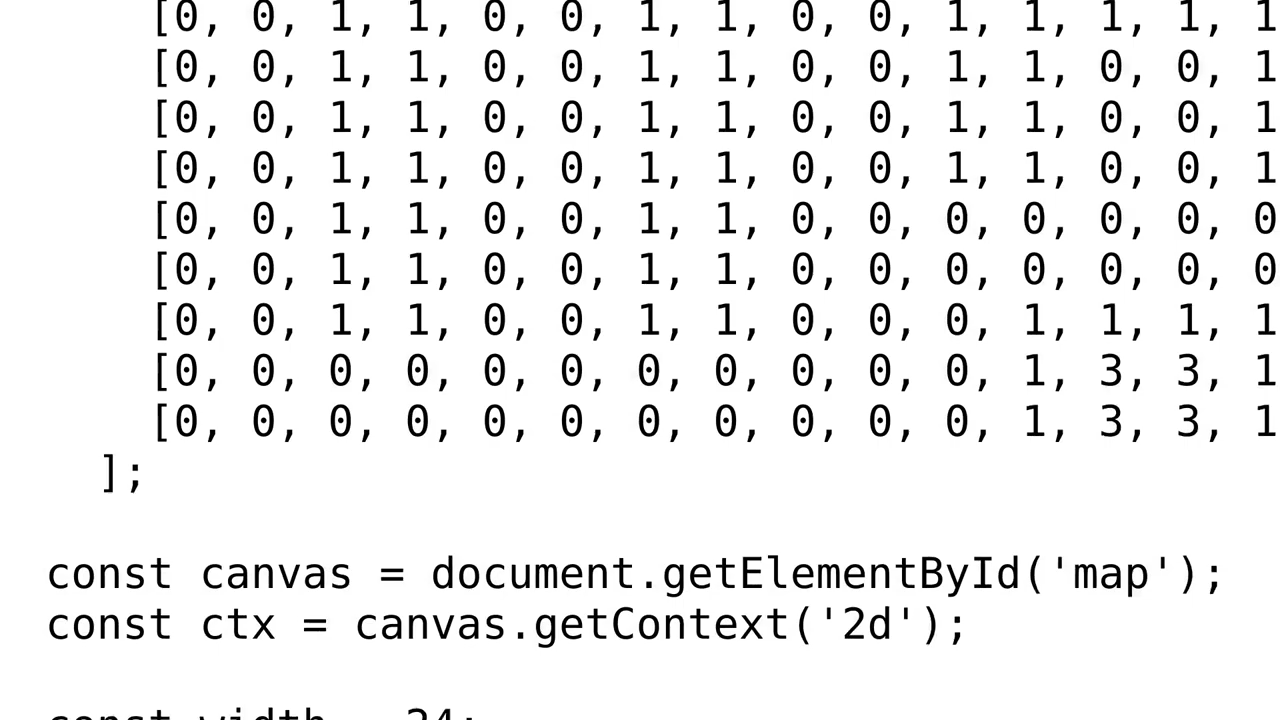 [0, 0, 1, 1, 0, 0, 1, 1, 0, 0, 1, 1, 1, 1, 1
[0, 0, 1, 1, 0, 0, 1, 1, 0, 0, 1, 1, 0, 0, 1
[0, 0, 1, 1, 0, 0, 1, 1, 0, 0, 1, 1, 0, 0, 1
[0, 0, 1, 1, 0, 0, 1, 1, 0, 0, 1, 1, 0, 0, 1
[0, 0, 1, 1, 0, 0, 1, 1, 0, 0, 0, 0, 0, 0, 0
[0, 0, 1, 1, 0, 0, 1, 1, 0, 0, 0, 0, 0, 0, 0
[0, 0, 1, 1, 0, 0, 1, 1, 0, 0, 0, 1, 1, 1, 1
[0, 0, 0, 0, 0, 0, 0, 0, 0, 0, 0, 1, 3, 3, 1
[0, 0, 0, 0, 0, 0, 0, 0, 0, 0, 0, 1, 3, 3, 1
];
const canvas = document.getElementById('map');
const ctx = canvas.getContext('2d');
const width = 24;